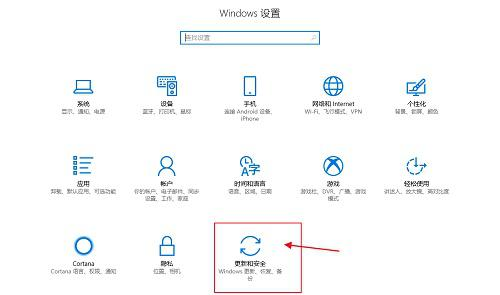 Windows 设置
查找设置
系统
设备
手机
网络和 Internet
个性化
显示、通知、电源
蓝牙、打印机、鼠标
连接 Android 设备、
iPhone
Wi-Fi、飞行模式、VPN
背景、锁屏、颜色
应用
帐户
时间和语言
游戏
轻松使用
卸载、默认应用、可选功能
你的帐户、电子邮件、同步
设置、工作、家庭
语音、区域、日期
游戏栏、DVR、广播、游戏
模式
讲述人、放大镜、高对比度
Cortana
隐私
更新和安全
Cortana 语言、权限、通知
位置、相机
Windows 更新、恢复、备
份